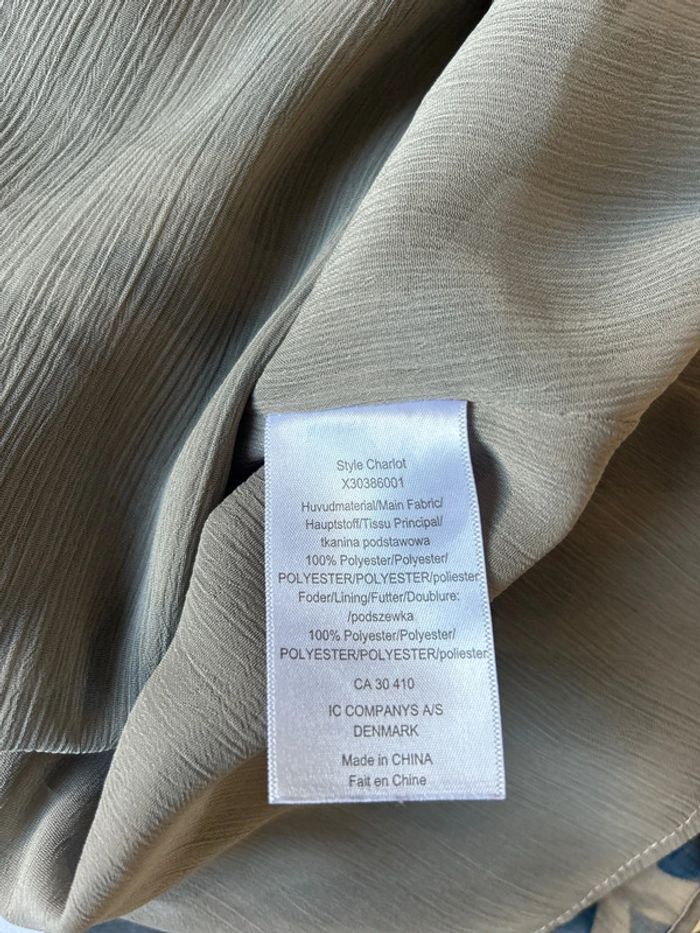 Style Charlot
X30386001
Huvudmaterial/Main Fabric/
Hauptstoff/Tissu Principal/
tkanina podstawowa
100% Polyester/Polyester/
POLYESTER/POLYESTER/poliester
Foder/Lining/Futter/Doublure:
/podszewka
100% Polyester/Polyester/
POLYESTER/POLYESTER/poliester
CA 30 410
IC COMPANYS A/S
DENMARK
Made in CHINA
Fait en Chine